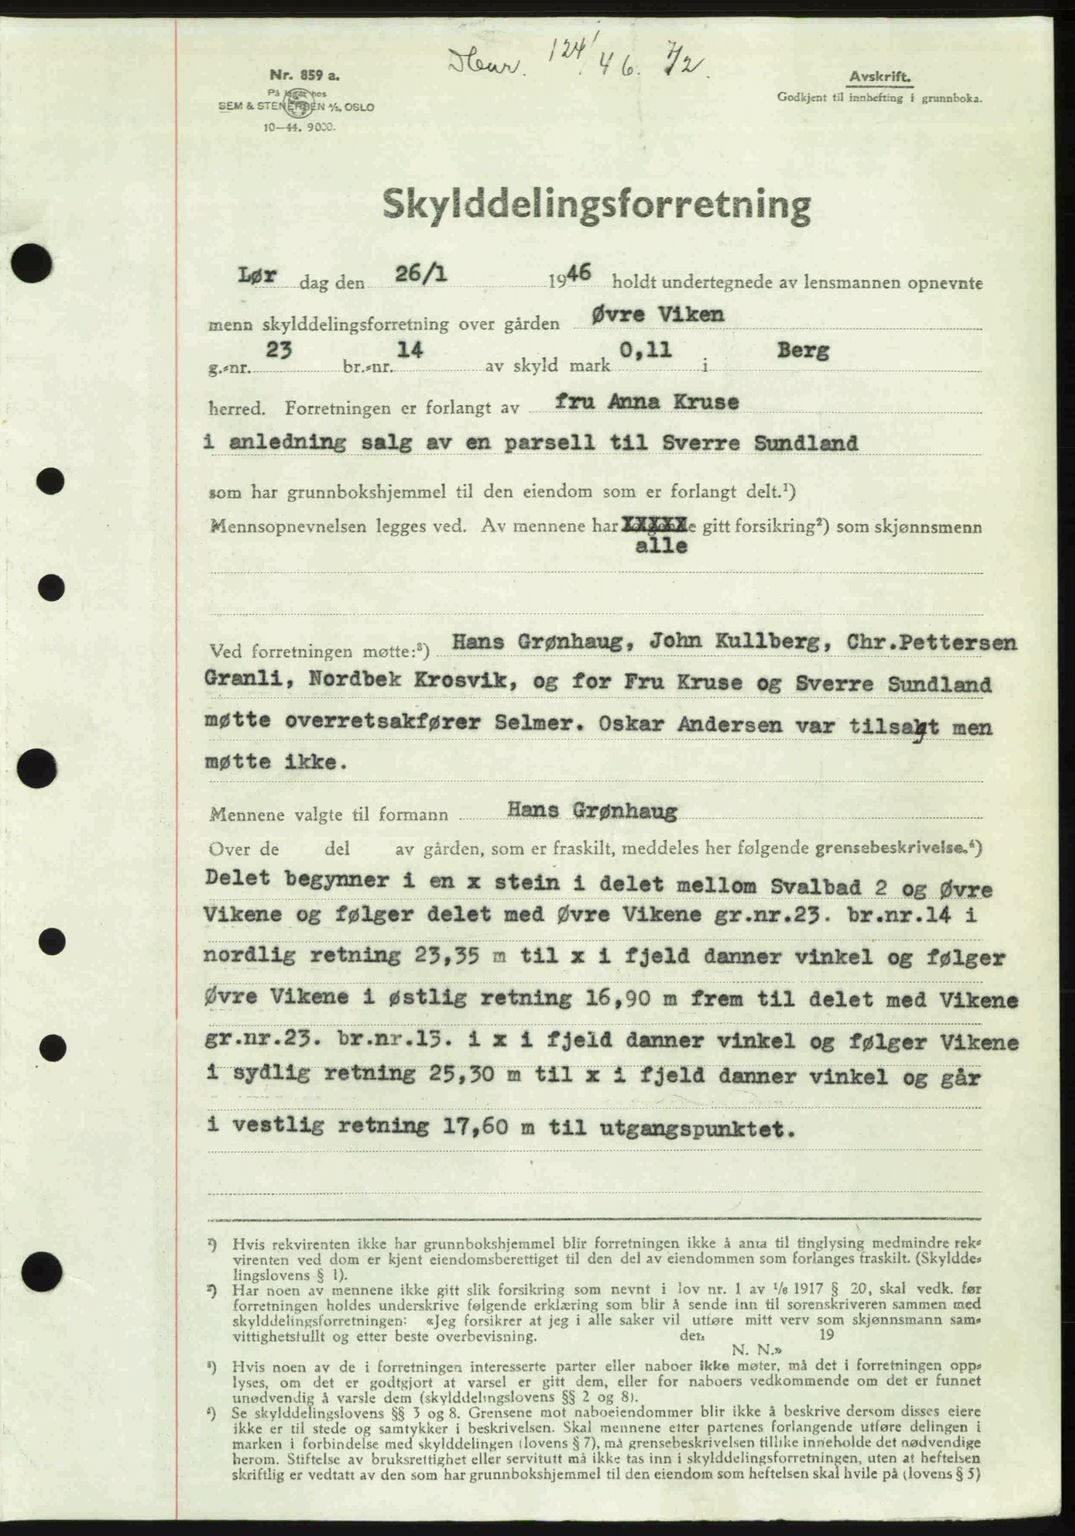 124/46. 7/2.
Nr. 859 a.
Avskrift.
På lager hos
SEM & STENERSEN A/S, OSLO
Godkjent til innhefting i grunnboka.
10—44. 9000.
Skylddelingsforretning
Lør dag den 26/1 1946 holdt undertegnede av lensmannen opnevnte
menn skylddelingsforretning over gården Øvre Viken
g.-nr. 23 br.-nr. 14 av skyld mark 0,11 i Berg
herred. Forretningen er forlangt av fru Anna Kruse
i anledning salg av en parsell til Sverre Sundland
som har grunnbokshjemmel til den eiendom som er forlangt delt.¹)
Mennsopnevnelsen legges ved. Av mennene har XXXXX gitt forsikring²) som skjønnsmenn
alle
Ved forretningen møtte:³) Hans Grønhaug, John Kullberg, Chr.Pettersen
Granli, Nordbek Krosvik, og for Fru Kruse og Sverre Sundland
møtte overretsakfører Selmer. Oskar Andersen var tilsagt men
møtte ikke.
Mennene valgte til formann Hans Grønhaug
Over de del av gården, som er fraskilt, meddeles her følgende grensebeskrivelse.⁴)
Delet begynner i en x stein i delet mellom Svalbad 2 og Øvre
Vikene og følger delet med Øvre Vikene gr.nr.23. br.nr.14 i
nordlig retning 23,35 m til x i fjeld danner vinkel og følger
Øvre Vikene i østlig retning 16,90 m frem til delet med Vikene
gr.nr.23. br.nr.13. i x i fjeld danner vinkel og følger Vikene
i sydlig retning 25,30 m til x i fjeld danner vinkel og går
i vestlig retning 17,60 m til utgangspunktet.
¹) Hvis rekvirenten ikke har grunnbokshjemmel blir forretningen ikke å anta til tinglysing medmindre rek-
virenten ved dom er kjent eiendomsberettiget til den del av eiendommen som forlanges fraskilt. (Skyldde-
lingslovens § 1).
²) Har noen av mennene ikke gitt slik forsikring som nevnt i lov nr. 1 av 1/6 1917 § 20, skal vedk. før
forretningen holdes underskrive følgende erklæring som blir å sende inn til sorenskriveren sammen med
skylddelingsforretningen: «Jeg forsikrer at jeg i alle saker vil utføre mitt verv som skjønnsmann sam-
vittighetsfullt og etter beste overbevisning. den 19
N. N.»
³) Hvis noen av de i forretningen interesserte parter eller naboer ikke møter, må det i forretningen opp-
lyses, om det er godtgjort at varsel er gitt dem, eller for naboers vedkommende om det er funnet
unødvendig å varsle dem (skylddelingslovens §§ 2 og 8).
⁴) Se skylddelingslovens §§ 3 og 8. Grensene mot naboeiendommer blir ikke å beskrive dersom disses eiere
ikke er til stede og samtykker i beskrivelsen. Skal mennene etter partenes forlangende utføre delingen i
marken i forbindelse med skylddelingen (lovens § 7), må grensebeskrivelsen tillike inneholde det nødvendige
herom. Stiftelse av bruksrettighet eller servitutt må ikke tas inn i skylddelingsforretningen, uten at heftelsen
skriftlig er vedtatt av den som har grunnbokshjemmel til den eiendom som heftelsen skal hvile på (lovens § 5)